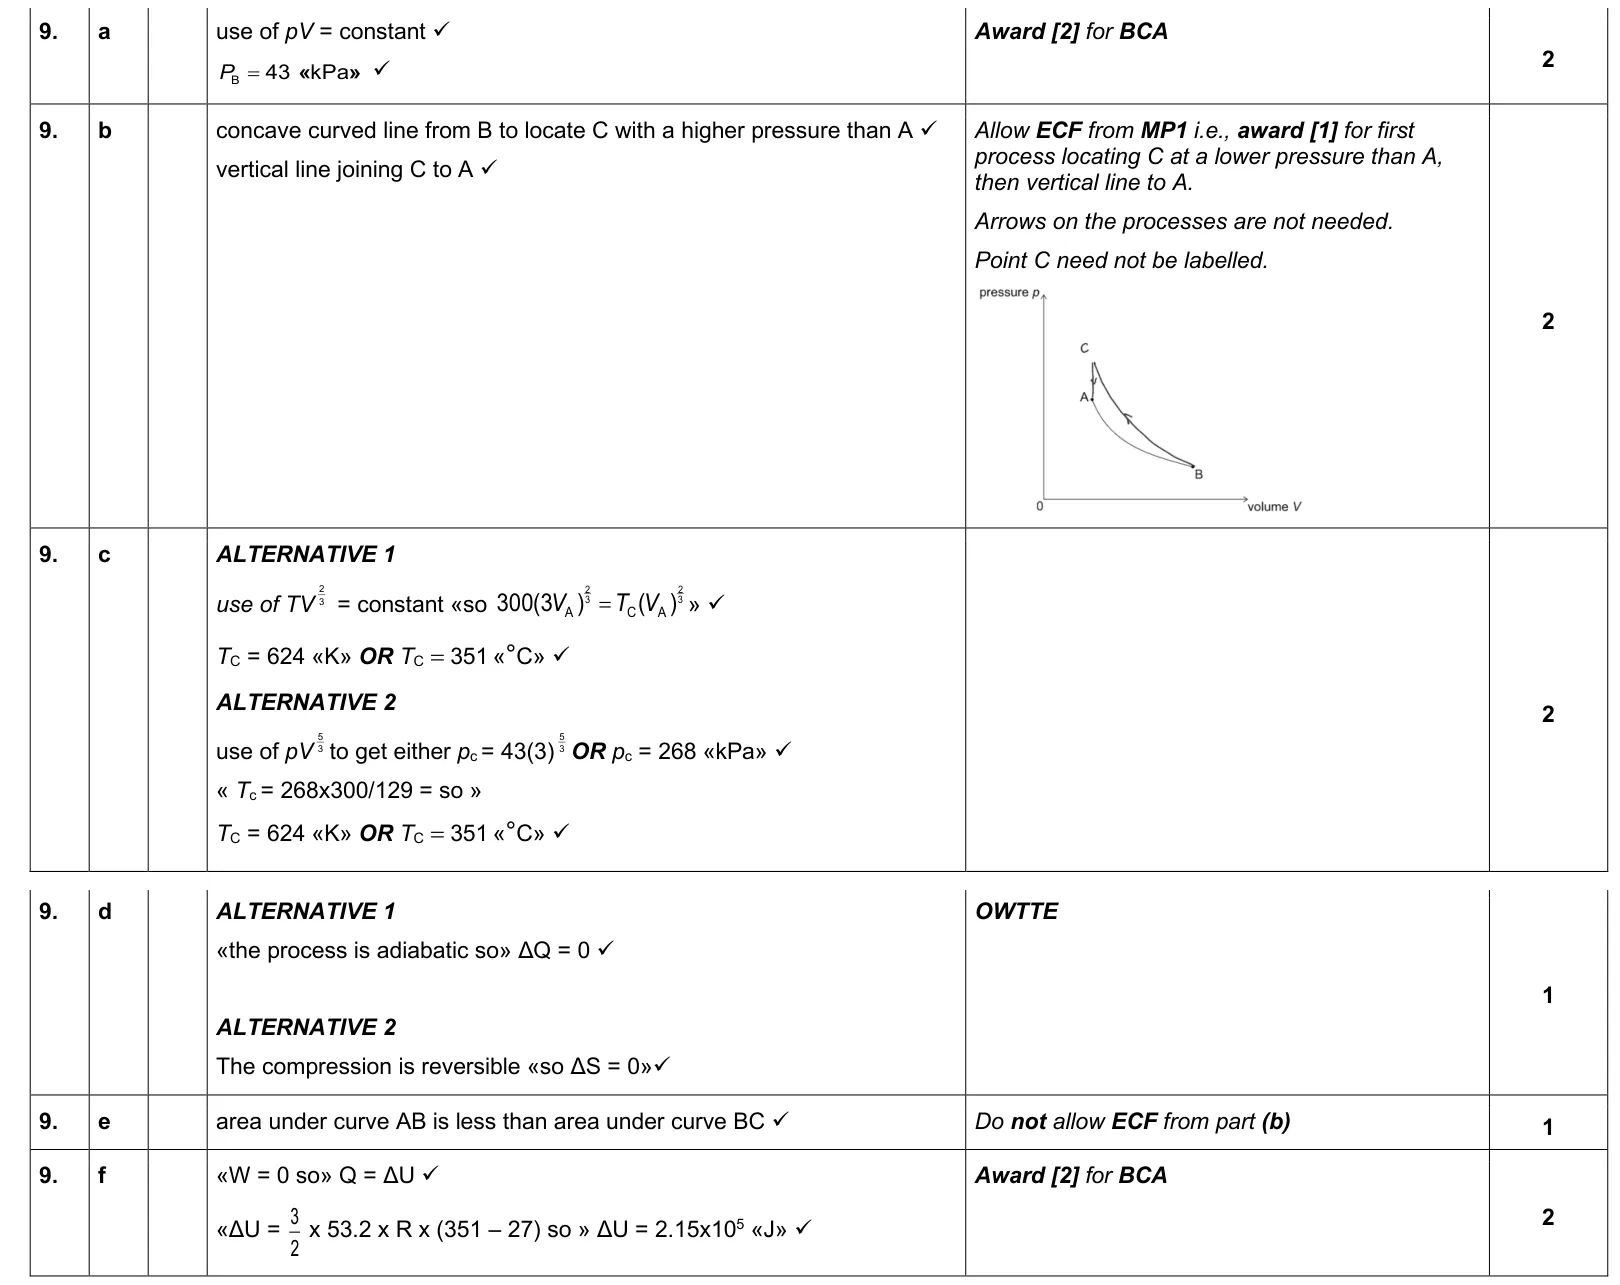 9. a use of pV = constant ✓ Award [2] for BCA
P_B = 43 «kPa» ✓
2
9. b concave curved line from B to locate C with a higher pressure than A ✓ Allow ECF from MP1 i.e., award [1] for first
process locating C at a lower pressure than A,
vertical line joining C to A ✓
then vertical line to A.
Arrows on the processes are not needed.
Point C need not be labelled.
pressure p
2
C
A
B
0
volume V
9. c ALTERNATIVE 1
use of TV^(2/3) = constant «so 300(3V_A)^(2/3) = T_C(V_A)^(2/3) » ✓
T_C = 624 «K» OR T_C = 351 «°C» ✓
ALTERNATIVE 2
2
use of pV^(5/3) to get either p_c = 43(3)^(5/3) OR p_c = 268 «kPa» ✓
« T_c = 268x300/129 = so »
T_C = 624 «K» OR T_C = 351 «°C» ✓
9. d ALTERNATIVE 1 OWTTE
«the process is adiabatic so» ΔQ = 0 ✓
1
ALTERNATIVE 2
The compression is reversible «so ΔS = 0»✓
9. e area under curve AB is less than area under curve BC ✓ Do not allow ECF from part (b) 1
9. f «W = 0 so» Q = ΔU ✓ Award [2] for BCA
2
«ΔU = 3/2 x 53.2 x R x (351 – 27) so » ΔU = 2.15x10⁵ «J» ✓